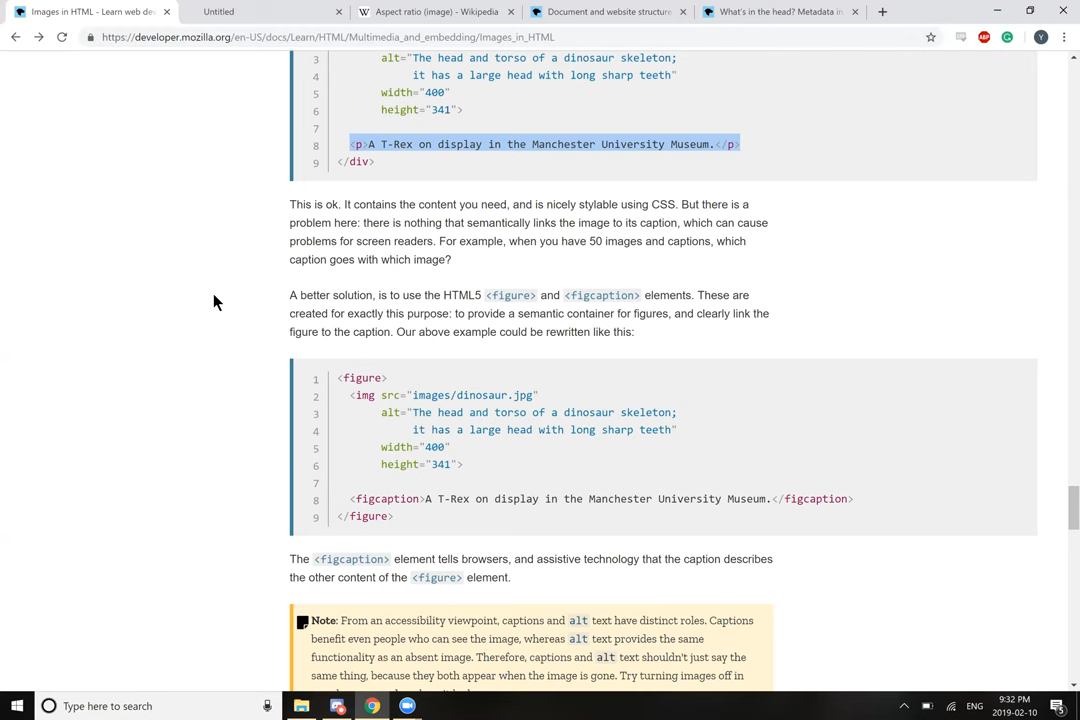 Images in HTML - Learn web dev
Untitled
Aspect ratio (image) - Wikipedia
Document and website structure
What's in the head? Metadata in
https://developer.mozilla.org/en-US/docs/Learn/HTML/Multimedia_and_embedding/Images_in_HTML
ABP
Y
3 alt="The head and torso of a dinosaur skeleton;
4 it has a large head with long sharp teeth"
5 width="400"
6 height="341">
7
8 <p>A T-Rex on display in the Manchester University Museum.</p>
9 </div>
This is ok. It contains the content you need, and is nicely stylable using CSS. But there is a
problem here: there is nothing that semantically links the image to its caption, which can cause
problems for screen readers. For example, when you have 50 images and captions, which
caption goes with which image?
A better solution, is to use the HTML5 <figure> and <figcaption> elements. These are
created for exactly this purpose: to provide a semantic container for figures, and clearly link the
figure to the caption. Our above example could be rewritten like this:
1 <figure>
2 <img src="images/dinosaur.jpg"
3 alt="The head and torso of a dinosaur skeleton;
4 it has a large head with long sharp teeth"
5 width="400"
6 height="341">
7
8 <figcaption>A T-Rex on display in the Manchester University Museum.</figcaption>
9 </figure>
The <figcaption> element tells browsers, and assistive technology that the caption describes
the other content of the <figure> element.
Note: From an accessibility viewpoint, captions and alt text have distinct roles. Captions
benefit even people who can see the image, whereas alt text provides the same
functionality as an absent image. Therefore, captions and alt text shouldn't just say the
same thing, because they both appear when the image is gone. Try turning images off in
Type here to search
ENG
9:32 PM
2019-02-10